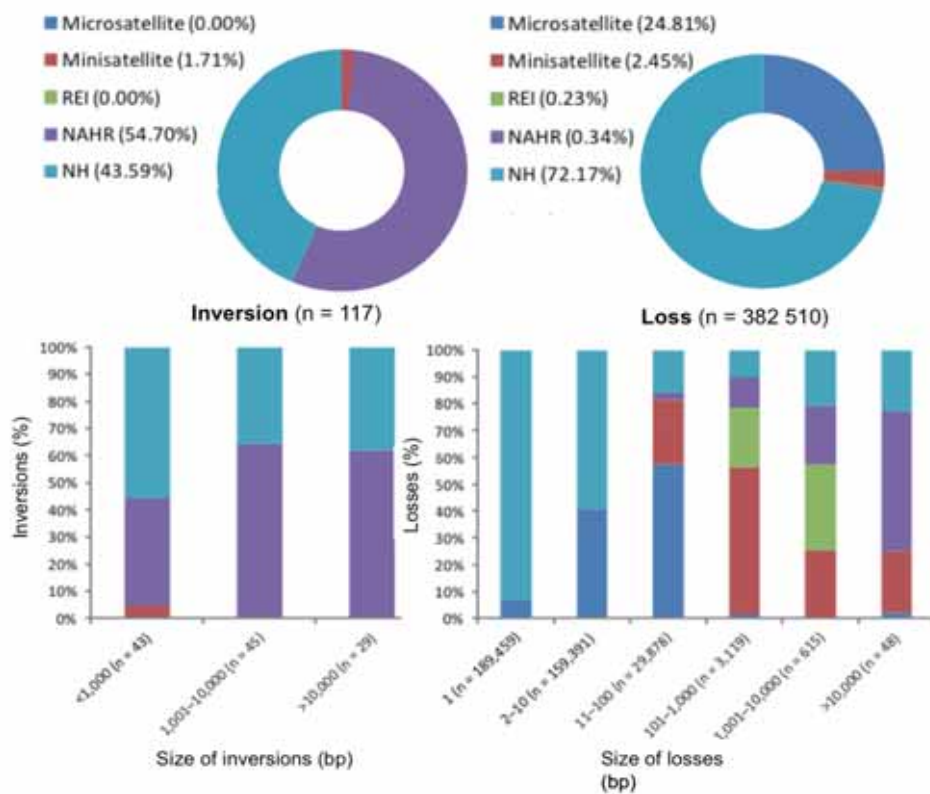 Microsatellite (0.00%)
Minisatellite (1.71%)
REI (0.00%)
NAHR (54.70%)
NH (43.59%)
Inversion (n = 117)
Microsatellite (24.81%)
Minisatellite (2.45%)
REI (0.23%)
NAHR (0.34%)
NH (72.17%)
Loss (n = 382 510)
Inversions (%)
100%
90%
80%
70%
60%
50%
40%
30%
20%
10%
0%
<1,000 (n = 43)
1,001–10,000 (n = 45)
>10,000 (n = 29)
Size of inversions (bp)
Losses (%)
100%
90%
80%
70%
60%
50%
40%
30%
20%
10%
0%
1 (n = 189,459)
2–10 (n = 159,391)
11–100 (n = 29,878)
101–1,000 (n = 3,119)
1,001–10,000 (n = 615)
>10,000 (n = 48)
Size of losses
(bp)